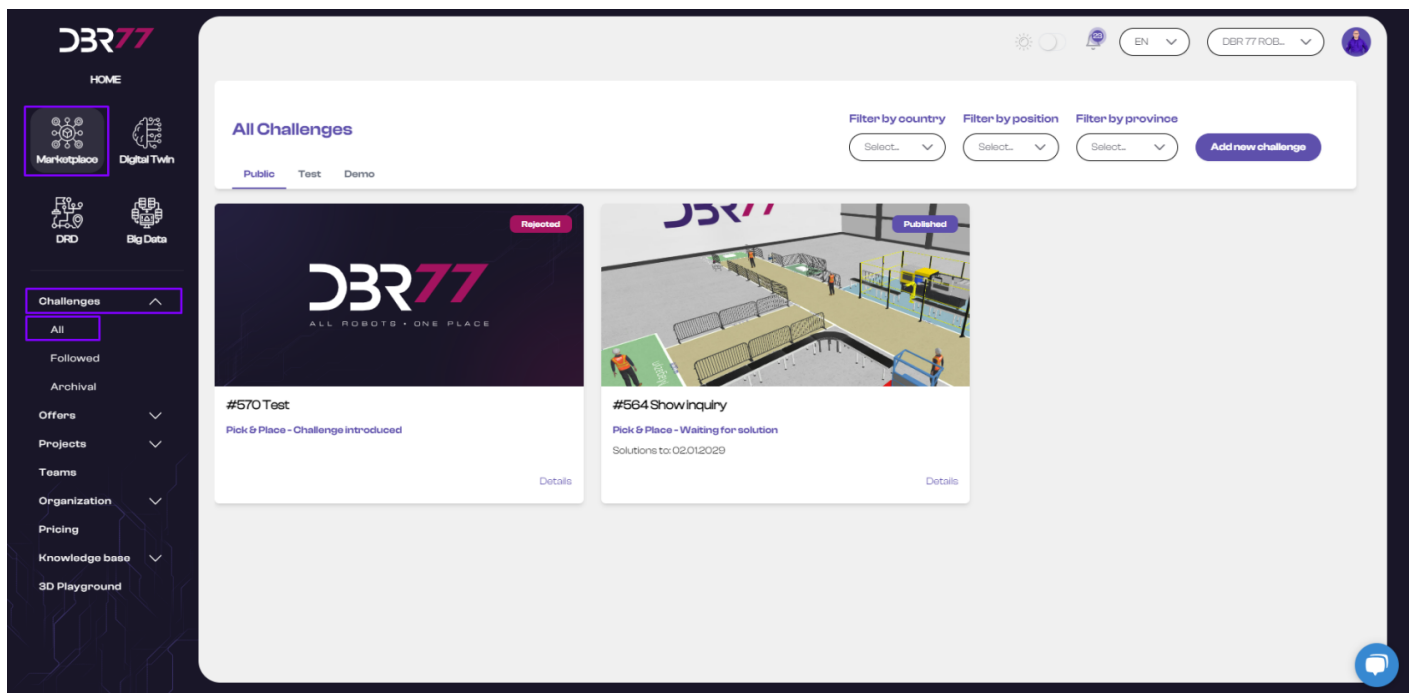 DBR77
HOME
Marketplace
Digital Twin
DRD
Big Data
Challenges
All
Followed
Archival
Offers
Projects
Teams
Organization
Pricing
Knowledge base
3D Playground
29
EN
DBR 77 ROB...
All Challenges
Filter by country
Filter by position
Filter by province
Select...
Select...
Select...
Add new challenge
Public
Test
Demo
Rejected
DBR77
ALL ROBOTS • ONE PLACE
#570 Test
Pick & Place - Challenge introduced
Details
DBR77
Published
#564 Show inquiry
Pick & Place - Waiting for solution
Solutions to: 02.01.2029
Details